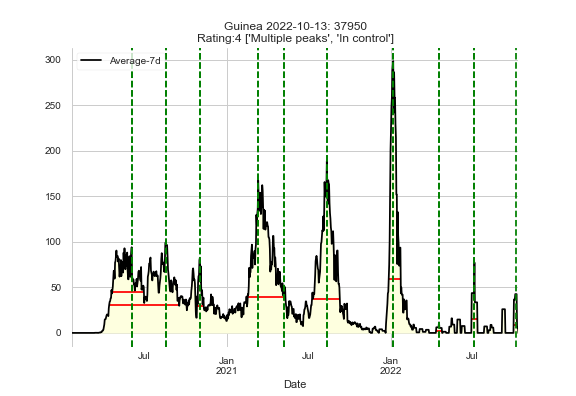 Guinea 2022-10-13: 37950
Rating:4 ['Multiple peaks', 'In control']
Average-7d
300
250
200
150
100
50
0
Jul
Jan
2021
Jul
Jan
2022
Jul
Date